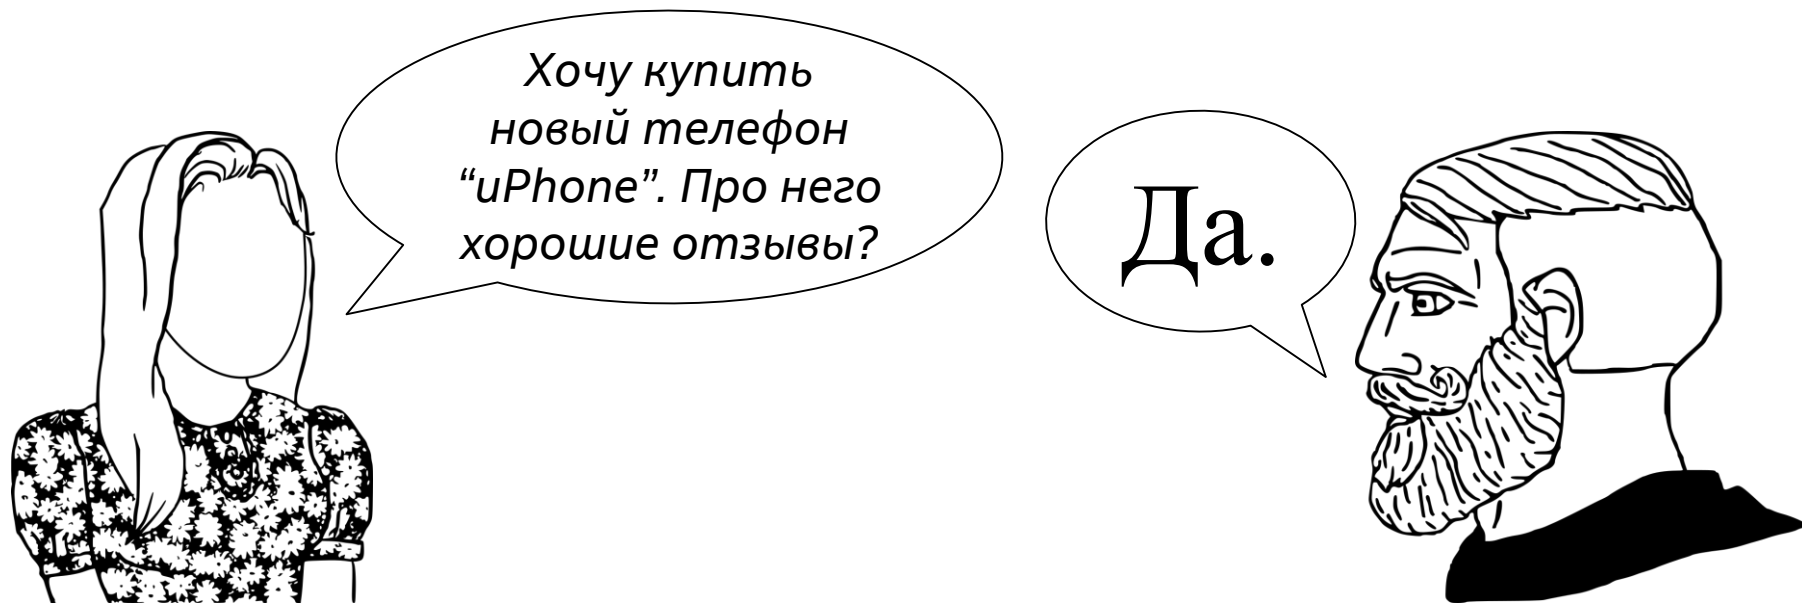 Хочу купить
новый телефон
“uPhone”. Про него
хорошие отзывы?
Да.